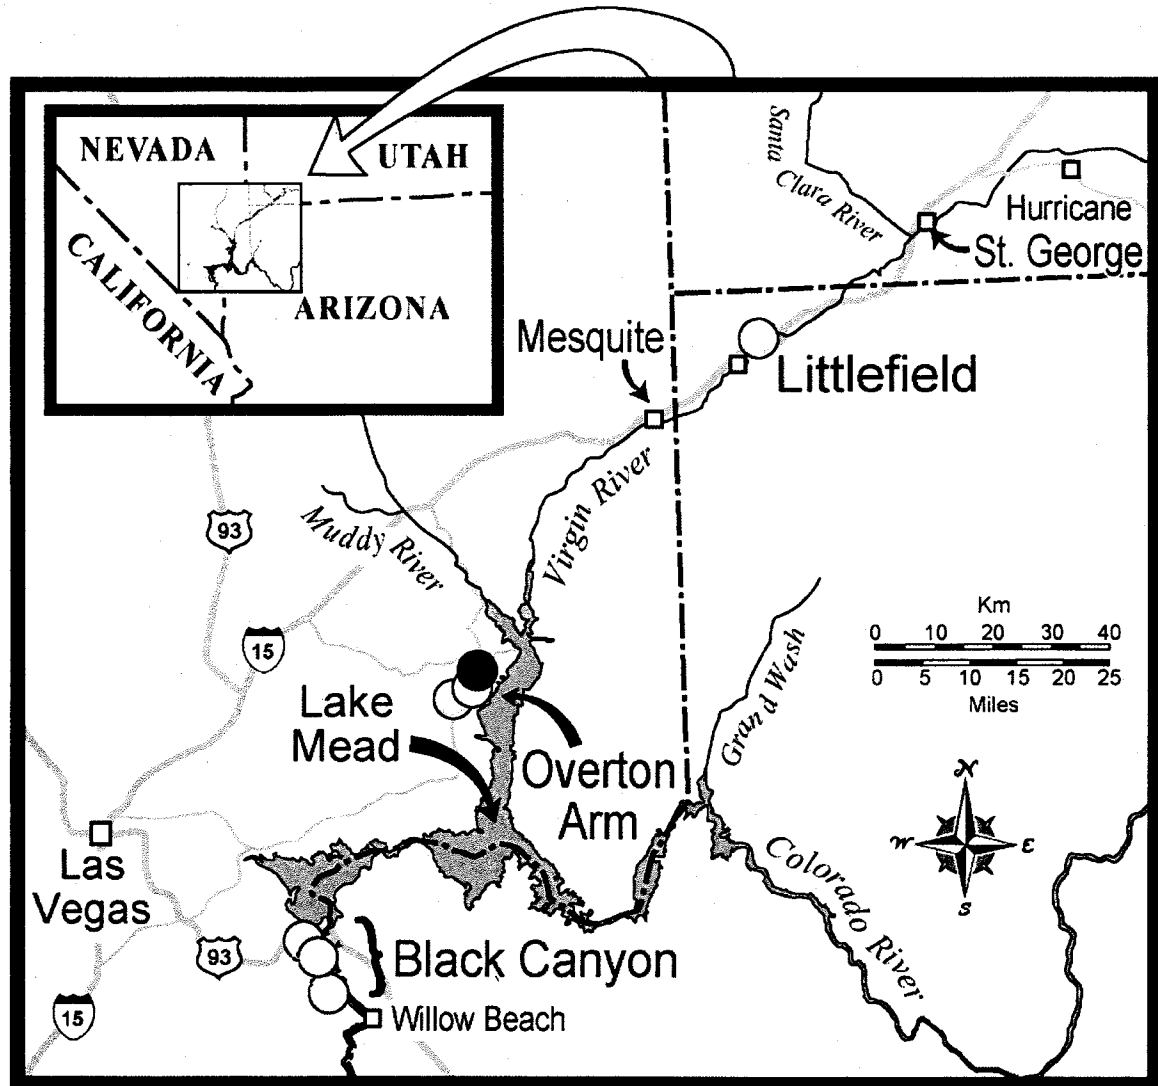 NEVADA
UTAH
CALIFORNIA
ARIZONA
Santa
Clara River
Hurricane
St. George
Mesquite
Littlefield
Virgin River
Muddy River
93
15
Km
0 10 20 30 40
0 5 10 15 20 25
Miles
Grand Wash
Lake
Mead
Overton
Arm
N
W E
S
Las
Vegas
Colorado River
93
Black Canyon
15
Willow Beach